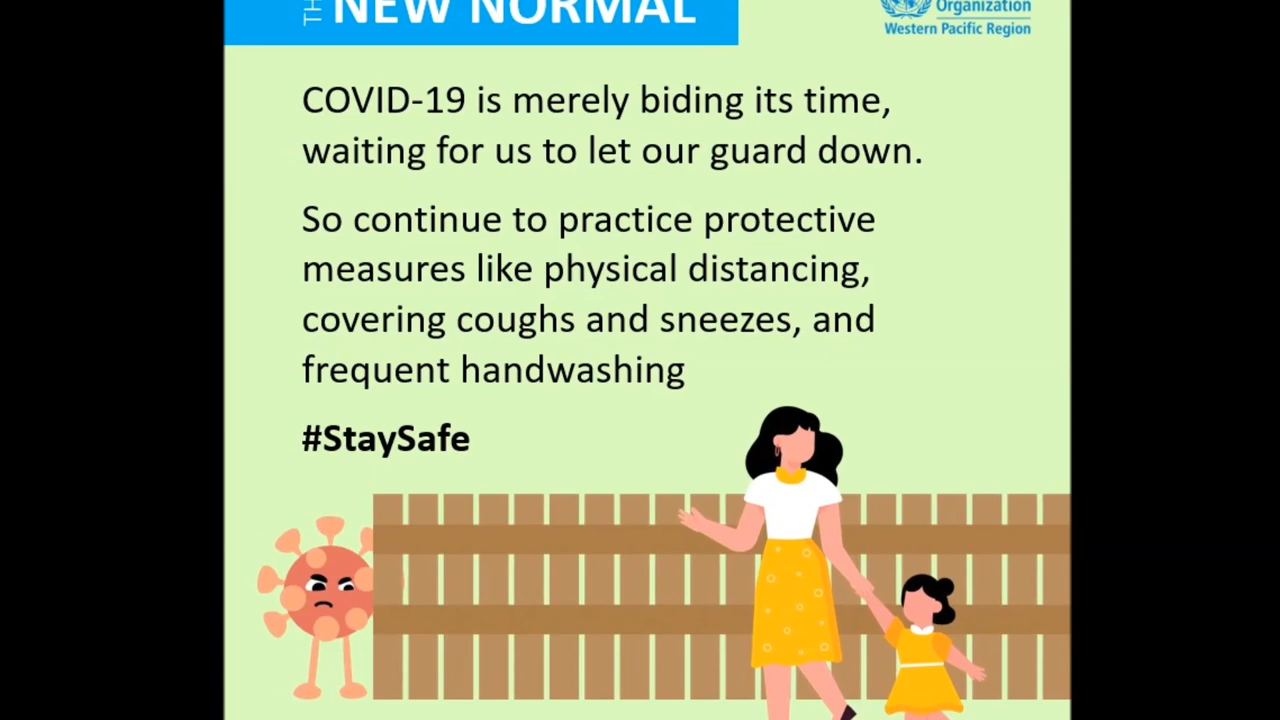 NEW NORMAL
Organization
Western Pacific Region
COVID-19 is merely biding its time,
waiting for us to let our guard down.
So continue to practice protective
measures like physical distancing,
covering coughs and sneezes, and
frequent handwashing
#StaySafe